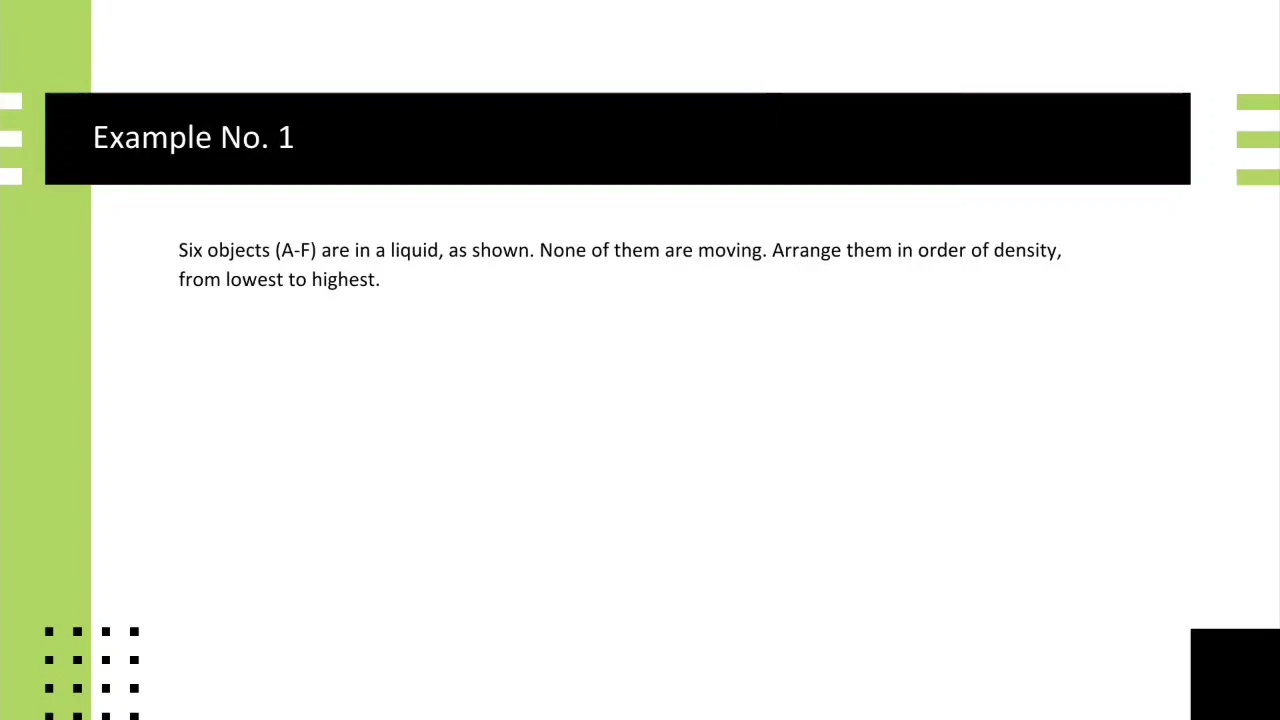 Example No. 1
Six objects (A-F) are in a liquid, as shown. None of them are moving. Arrange them in order of density,
from lowest to highest.